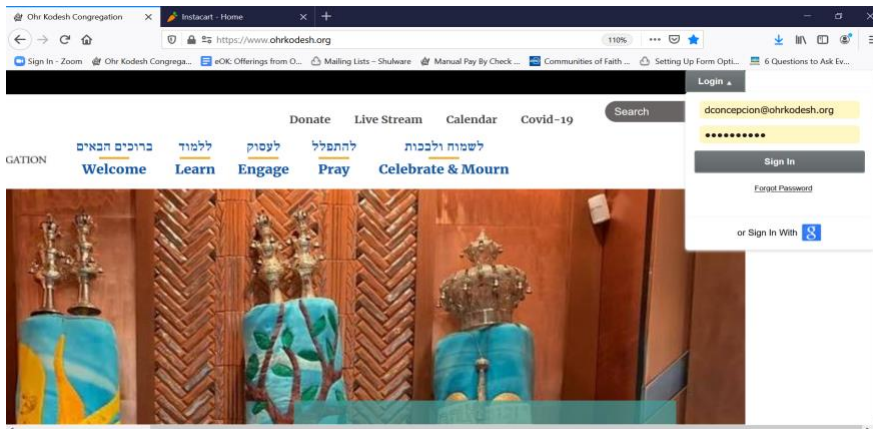 Ohr Kodesh Congregation
Instacart - Home
https://www.ohrkodesh.org
110%
Sign In - Zoom
Ohr Kodesh Congrega...
eOK: Offerings from O...
Mailing Lists – Shulware
Manual Pay By Check ...
Communities of Faith ...
Setting Up Form Opti...
6 Questions to Ask Ev...
Login
Donate Live Stream Calendar Covid-19
Search
dconcepcion@ohrkodesh.org
Sign In
Forgot Password
or Sign In With 8
ברוכים הבאים ללמוד לעסוק להתפלל לשמוח ולבכות
GATION
Welcome Learn Engage Pray Celebrate & Mourn